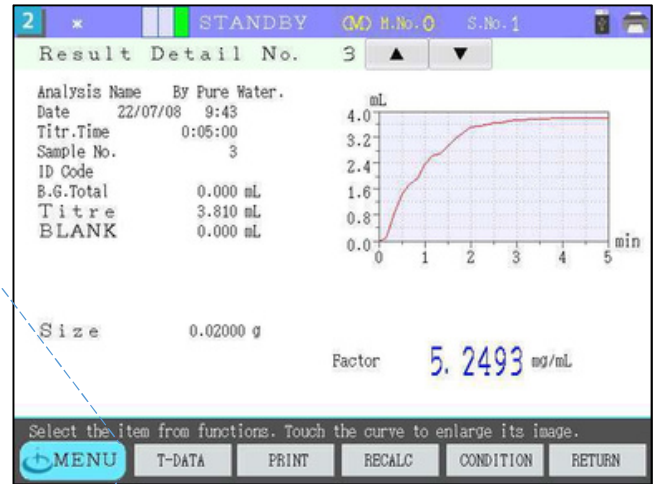 2 × STANDBY (M) M.No.0 S.No.1
Result Detail No. 3 ▲ ▼
Analysis Name By Pure Water.
Date 22/07/08 9:43
Titr.Time 0:05:00
Sample No. 3
ID Code
B.G.Total 0.000 mL
Titre 3.810 mL
BLANK 0.000 mL
Size 0.02000 g
mL
4.0
3.2
2.4
1.6
0.8
0.0
0 1 2 3 4 5 min
Factor 5.2493 mg/mL
Select the item from functions. Touch the curve to enlarge its image.
MENU T-DATA PRINT RECALC CONDITION RETURN